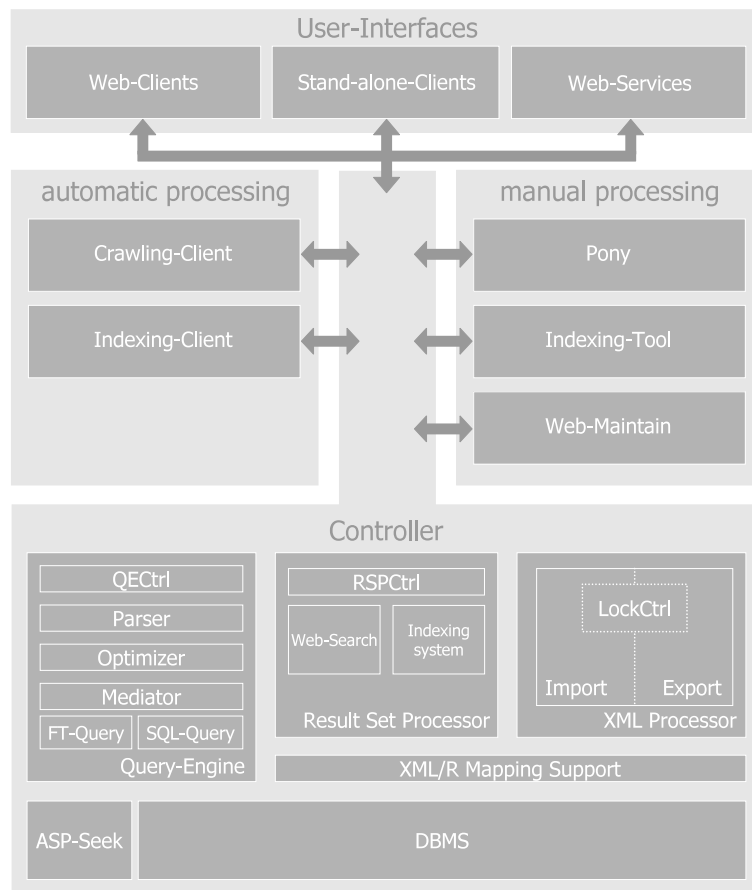 User-Interfaces
Web-Clients
Stand-alone-Clients
Web-Services
automatic processing
manual processing
Crawling-Client
Pony
Indexing-Client
Indexing-Tool
Web-Maintain
Controller
QECtrl
Parser
Optimizer
Mediator
FT-Query
SQL-Query
Query-Engine
RSPCtrl
Web-Search
Indexing
system
Result Set Processor
LockCtrl
Import
Export
XML Processor
XML/R Mapping Support
ASP-Seek
DBMS